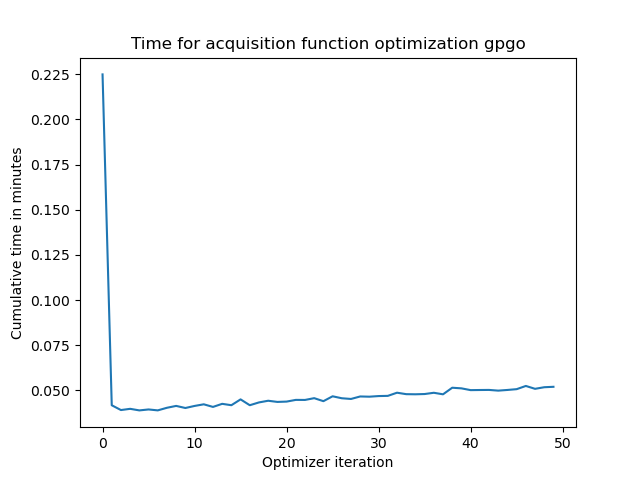 Time for acquisition function optimization gpgo
Cumulative time in minutes
0.225
0.200
0.175
0.150
0.125
0.100
0.075
0.050
0 10 20 30 40 50
Optimizer iteration